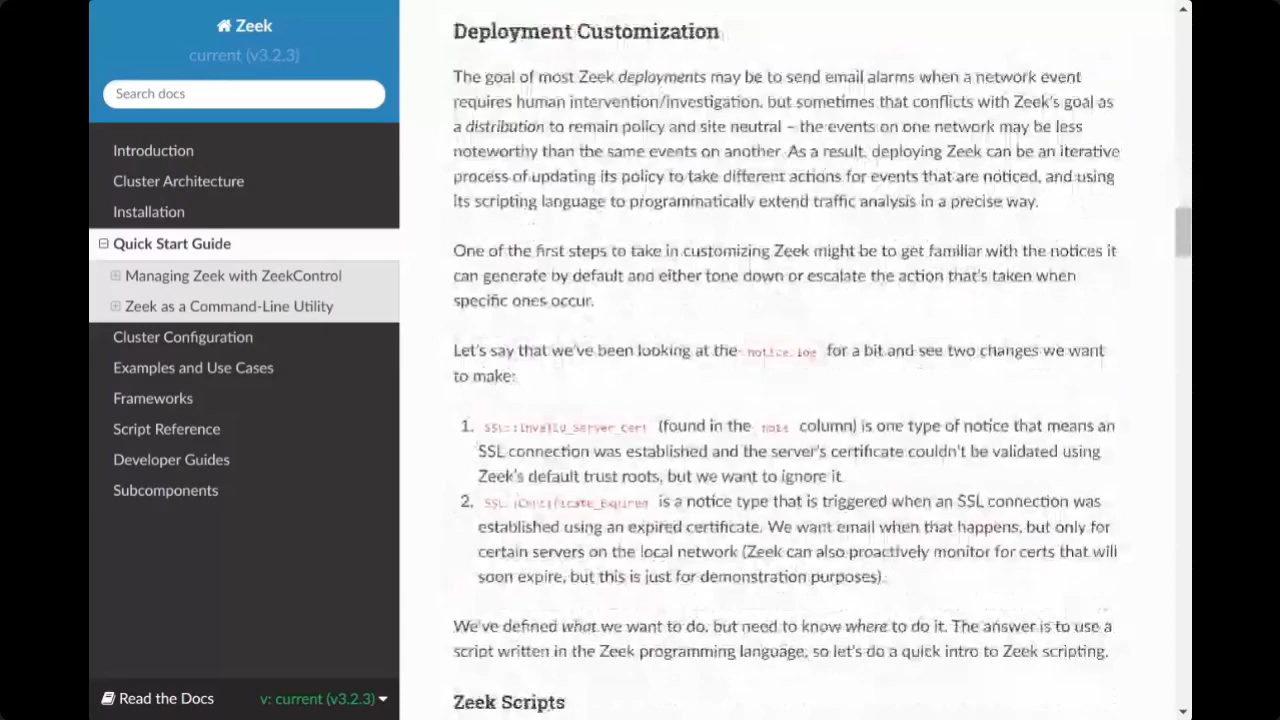 Zeek
current (v3.2.3)
Search docs
Introduction
Cluster Architecture
Installation
Quick Start Guide
Managing Zeek with ZeekControl
Zeek as a Command-Line Utility
Cluster Configuration
Examples and Use Cases
Frameworks
Script Reference
Developer Guides
Subcomponents
Read the Docs
v: current (v3.2.3)
Deployment Customization
The goal of most Zeek deployments may be to send email alarms when a network event
requires human intervention/investigation, but sometimes that conflicts with Zeek's goal as
a distribution to remain policy and site neutral – the events on one network may be less
noteworthy than the same events on another. As a result, deploying Zeek can be an iterative
process of updating its policy to take different actions for events that are noticed, and using
its scripting language to programmatically extend traffic analysis in a precise way.
One of the first steps to take in customizing Zeek might be to get familiar with the notices it
can generate by default and either tone down or escalate the action that's taken when
specific ones occur.
Let's say that we've been looking at the notice.log for a bit and see two changes we want
to make:
1. SSL::Invalid_Server_Cert (found in the note column) is one type of notice that means an
SSL connection was established and the server's certificate couldn't be validated using
Zeek's default trust roots, but we want to ignore it.
2. SSL::Certificate_Expired is a notice type that is triggered when an SSL connection was
established using an expired certificate. We want email when that happens, but only for
certain servers on the local network (Zeek can also proactively monitor for certs that will
soon expire, but this is just for demonstration purposes).
We've defined what we want to do, but need to know where to do it. The answer is to use a
script written in the Zeek programming language, so let's do a quick intro to Zeek scripting.
Zeek Scripts